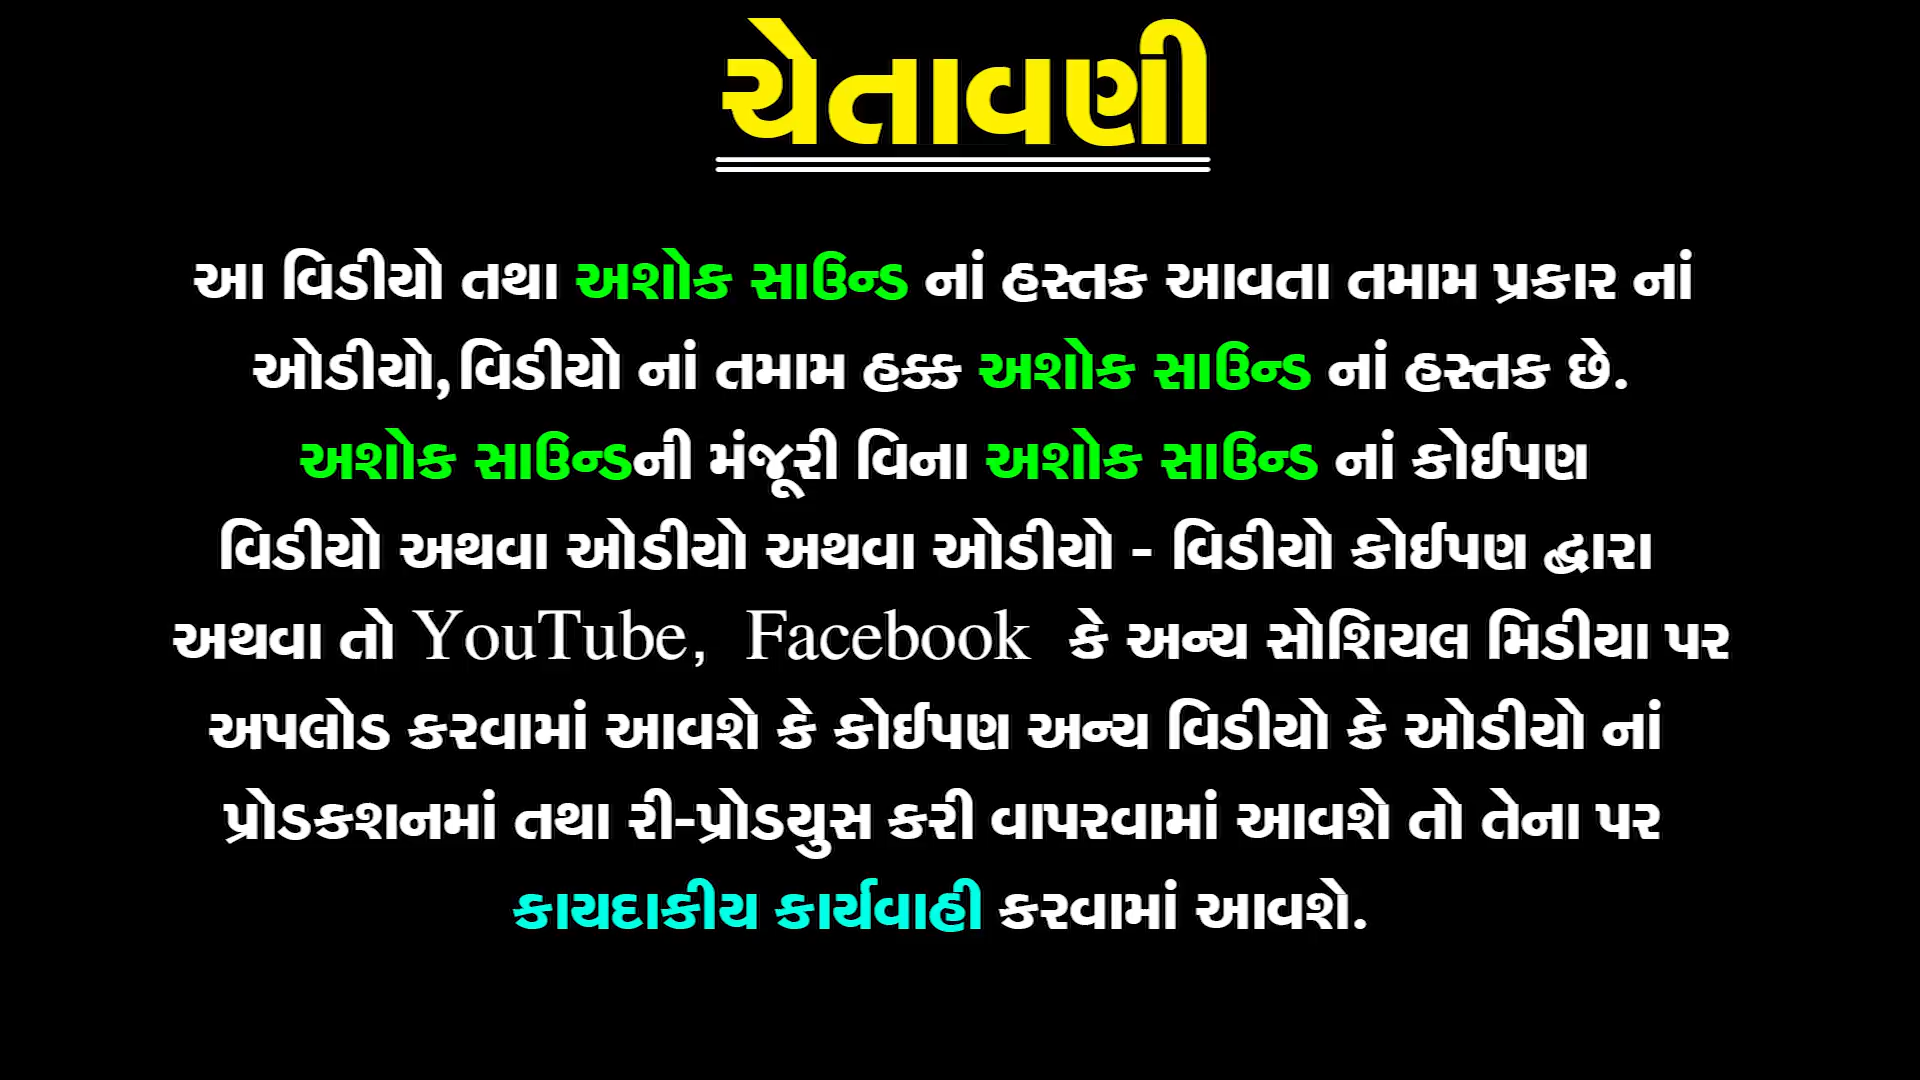 ચેતાવણી
આ વિડીયો તથા અશોક સાઉન્ડ નાં હસ્તક આવતા તમામ પ્રકાર નાં
ઓડીયો,વિડીયો નાં તમામ હક્ક અશોક સાઉન્ડ નાં હસ્તક છે.
અશોક સાઉન્ડની મંજૂરી વિના અશોક સાઉન્ડ નાં કોઈપણ
વિડીયો અથવા ઓડીયો અથવા ઓડીયો - વિડીયો કોઈપણ દ્વારા
અથવા તો YouTube, Facebook કે અન્ય સોશિયલ મિડીયા પર
અપલોડ કરવામાં આવશે કે કોઈપણ અન્ય વિડીયો કે ઓડીયો નાં
પ્રોડકશનમાં તથા રી-પ્રોડયુસ કરી વાપરવામાં આવશે તો તેના પર
કાયદાકીય કાર્યવાહી કરવામાં આવશે.